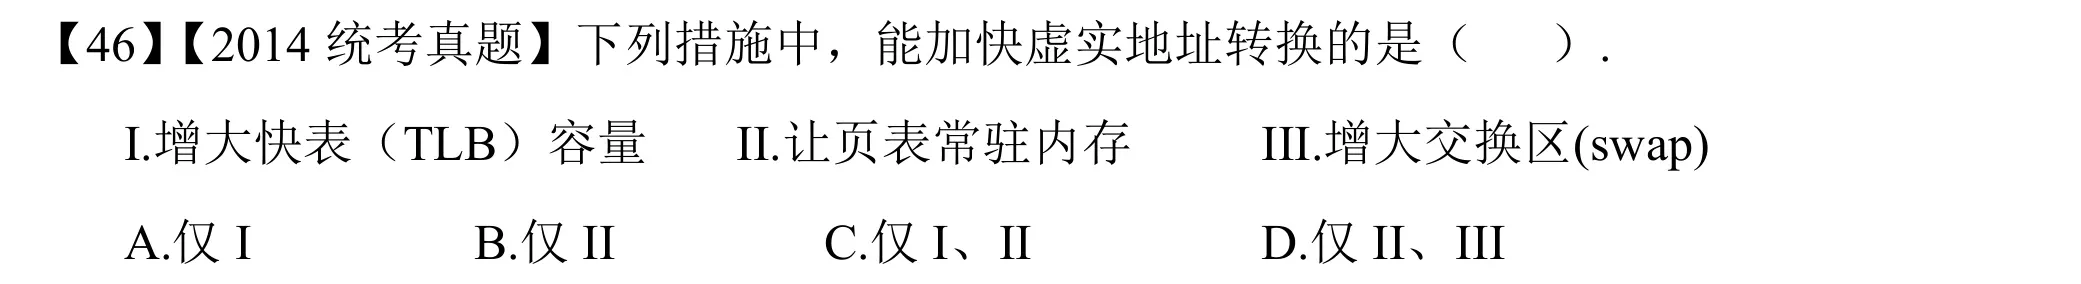 【46】【2014 统考真题】下列措施中，能加快虚实地址转换的是（  ）.
I.增大快表（TLB）容量 II.让页表常驻内存 III.增大交换区(swap)
A.仅 I B.仅 II C.仅 I、II D.仅 II、III